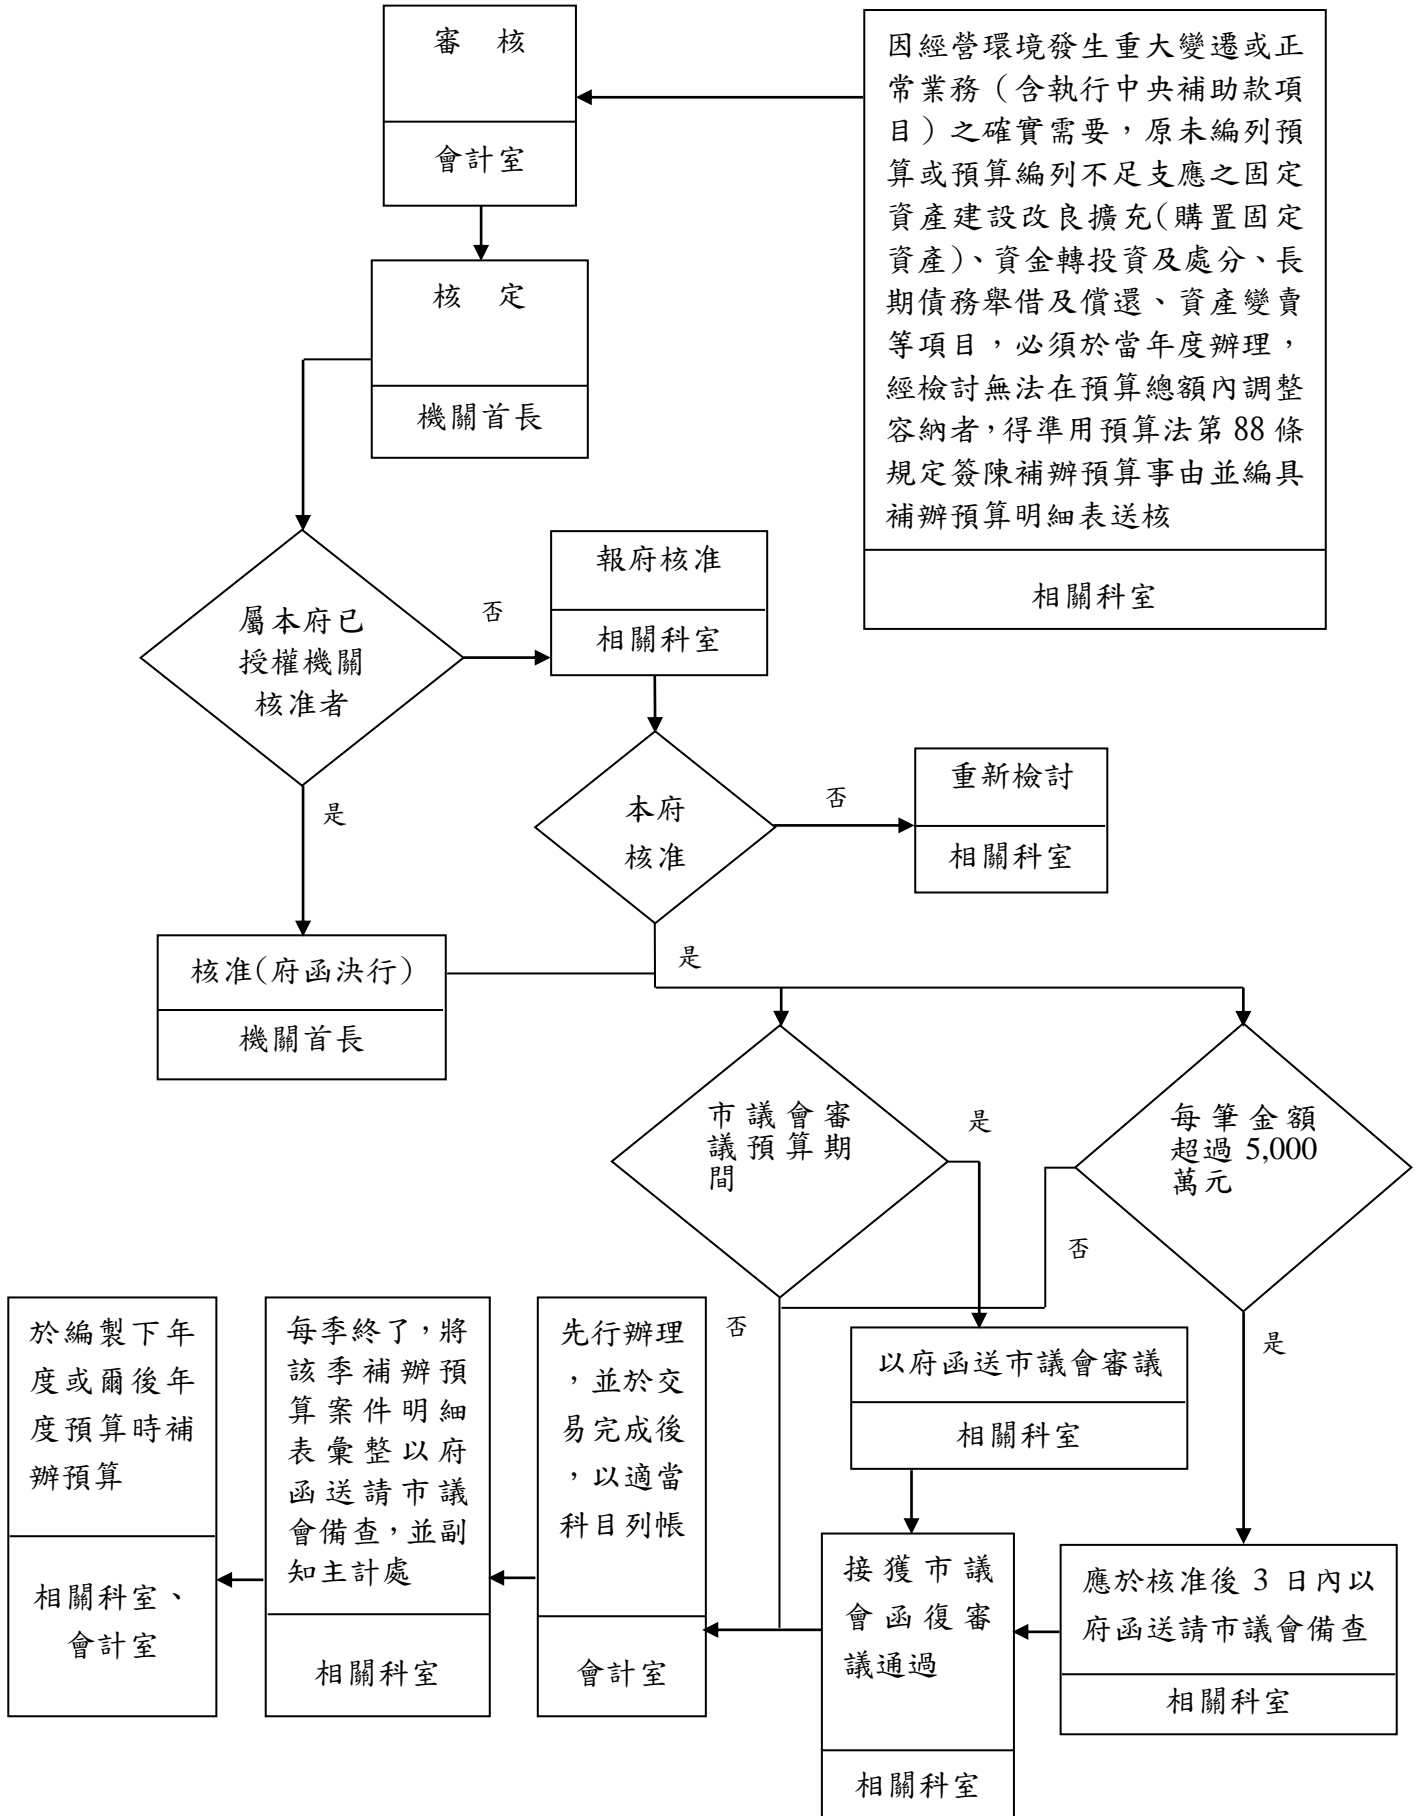 審　核
會計室
因經營環境發生重大變遷或正
常業務（含執行中央補助款項
目）之確實需要，原未編列預
算或預算編列不足支應之固定
資產建設改良擴充(購置固定
資產)、資金轉投資及處分、長
期債務舉借及償還、資產變賣
等項目，必須於當年度辦理，
經檢討無法在預算總額內調整
容納者，得準用預算法第 88 條
規定簽陳補辦預算事由並編具
補辦預算明細表送核
相關科室
核　定
機關首長
屬本府已
授權機關
核准者
否
報府核准
相關科室
是
本府
核准
否
重新檢討
相關科室
是
核准(府函決行)
機關首長
市議會審
議預算期
間
是
每筆金額
超過 5,000
萬元
否
是
否
以府函送市議會審議
相關科室
於編製下年
度或爾後年
度預算時補
辦預算
相關科室、
會計室
每季終了，將
該季補辦預
算案件明細
表彙整以府
函送請市議
會備查，並副
知主計處
相關科室
先行辦理
，並於交
易完成後
，以適當
科目列帳
會計室
接獲市議
會函復審
議通過
相關科室
應於核准後 3 日內以
府函送請市議會備查
相關科室